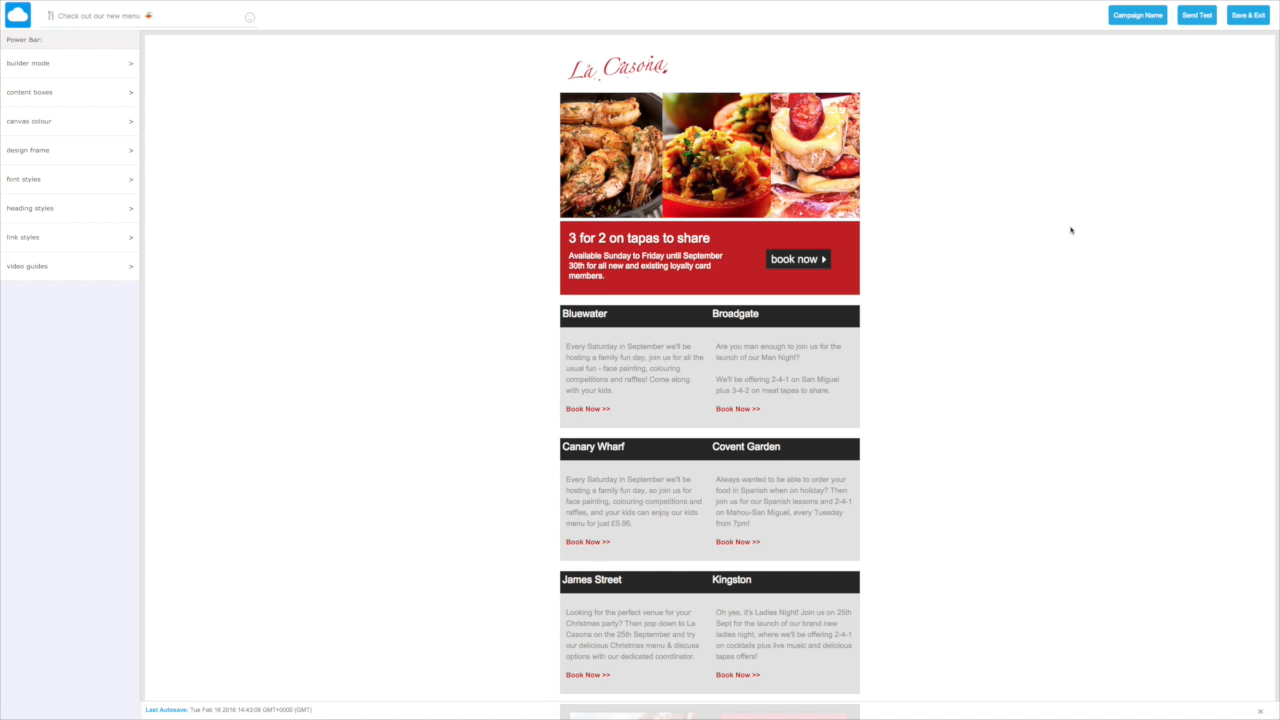 Check out our new menu
Campaign Name
Send Test
Save & Exit
Power Bar:
builder mode >
content boxes >
canvas colour >
design frame >
font styles >
heading styles >
link styles >
video guides >
La Casona
3 for 2 on tapas to share
Available Sunday to Friday until September
30th for all new and existing loyalty card
members.
book now
Bluewater
Every Saturday in September we'll be
hosting a family fun day, join us for all the
usual fun - face painting, colouring
competitions and raffles! Come along
with your kids.
Book Now >>
Broadgate
Are you man enough to join us for the
launch of our Man Night?
We'll be offering 2-4-1 on San Miguel
plus 3-4-2 on meat tapas to share.
Book Now >>
Canary Wharf
Every Saturday in September we'll be
hosting a family fun day, so join us for
face painting, colouring competitions and
raffles, and your kids can enjoy our kids
menu for just £5.95.
Book Now >>
Covent Garden
Always wanted to be able to order your
food in Spanish when on holiday? Then
join us for our Spanish lessons and 2-4-1
on Mahou-San Miguel, every Tuesday
from 7pm!
Book Now >>
James Street
Looking for the perfect venue for your
Christmas party? Then pop down to La
Casona on the 25th September and try
our delicious Christmas menu & discuss
options with our dedicated coordinator.
Book Now >>
Kingston
Oh yes, it's Ladies Night! Join us on 25th
Sept for the launch of our brand new
ladies night, where we'll be offering 2-4-1
on cocktails plus live music and delicious
tapas offers!
Book Now >>
Last Autosave: Tue Feb 16 2016 14:43:09 GMT+0000 (GMT)